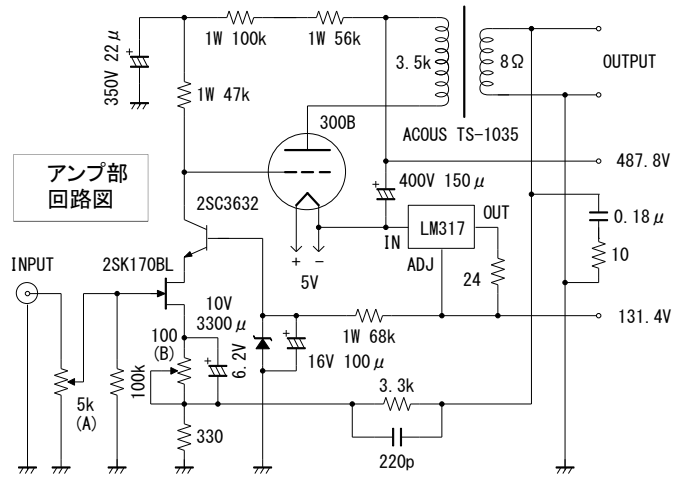 1W 100k
1W 56k
350V 22μ
1W 47k
3.5k
8Ω
OUTPUT
300B
ACOUS TS-1035
487.8V
アンプ部
回路図
400V 150μ
2SC3632
LM317
OUT
0.18μ
IN
ADJ
+
−
5V
24
10
INPUT
2SK170BL
10V
3300μ
6.2V
1W 68k
131.4V
100
(B)
16V 100μ
100k
5k
(A)
3.3k
330
220p